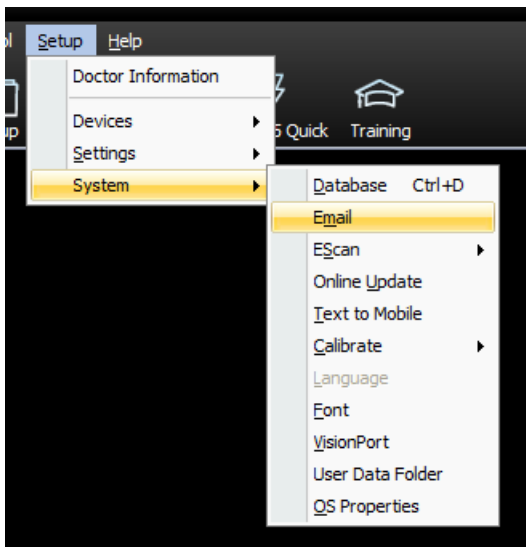 Setup Help
Doctor Information
Devices
Settings
System
Quick Training
Database Ctrl+D
Email
EScan
Online Update
Text to Mobile
Calibrate
Language
Font
VisionPort
User Data Folder
OS Properties